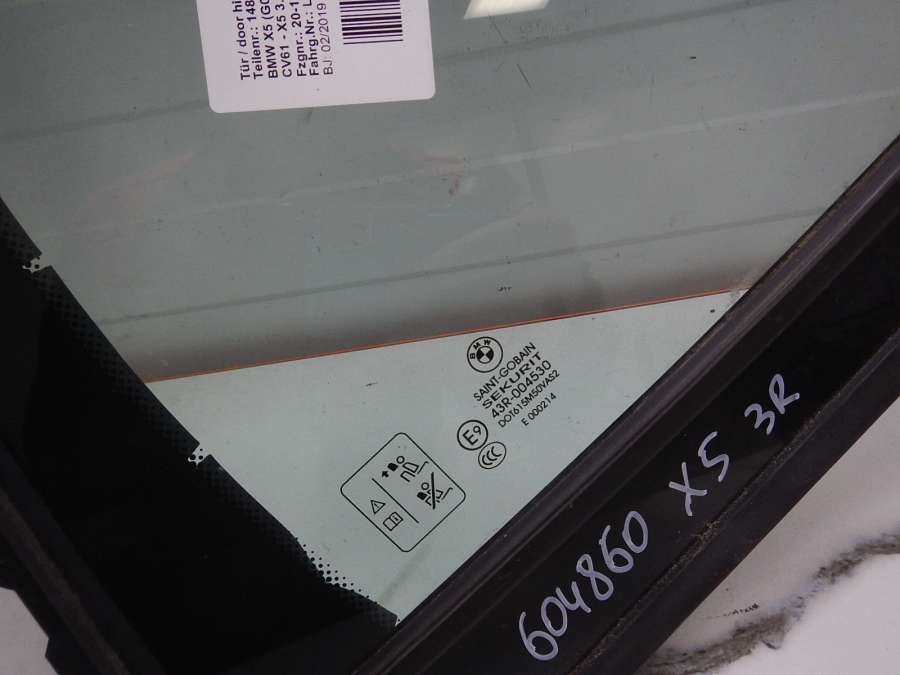 Tür / door hi
Teilenr.: 148
BMW X5 (G0
CV61 - X5 3.
Fzgnr.: 20-1
Fahrg.Nr.: L
BJ: 02/2019
BMW
SAINT-GOBAIN
SEKURIT
43R-004530
DOT615M50VAS2
E 000214
E9
CCC
604860 X5 3R